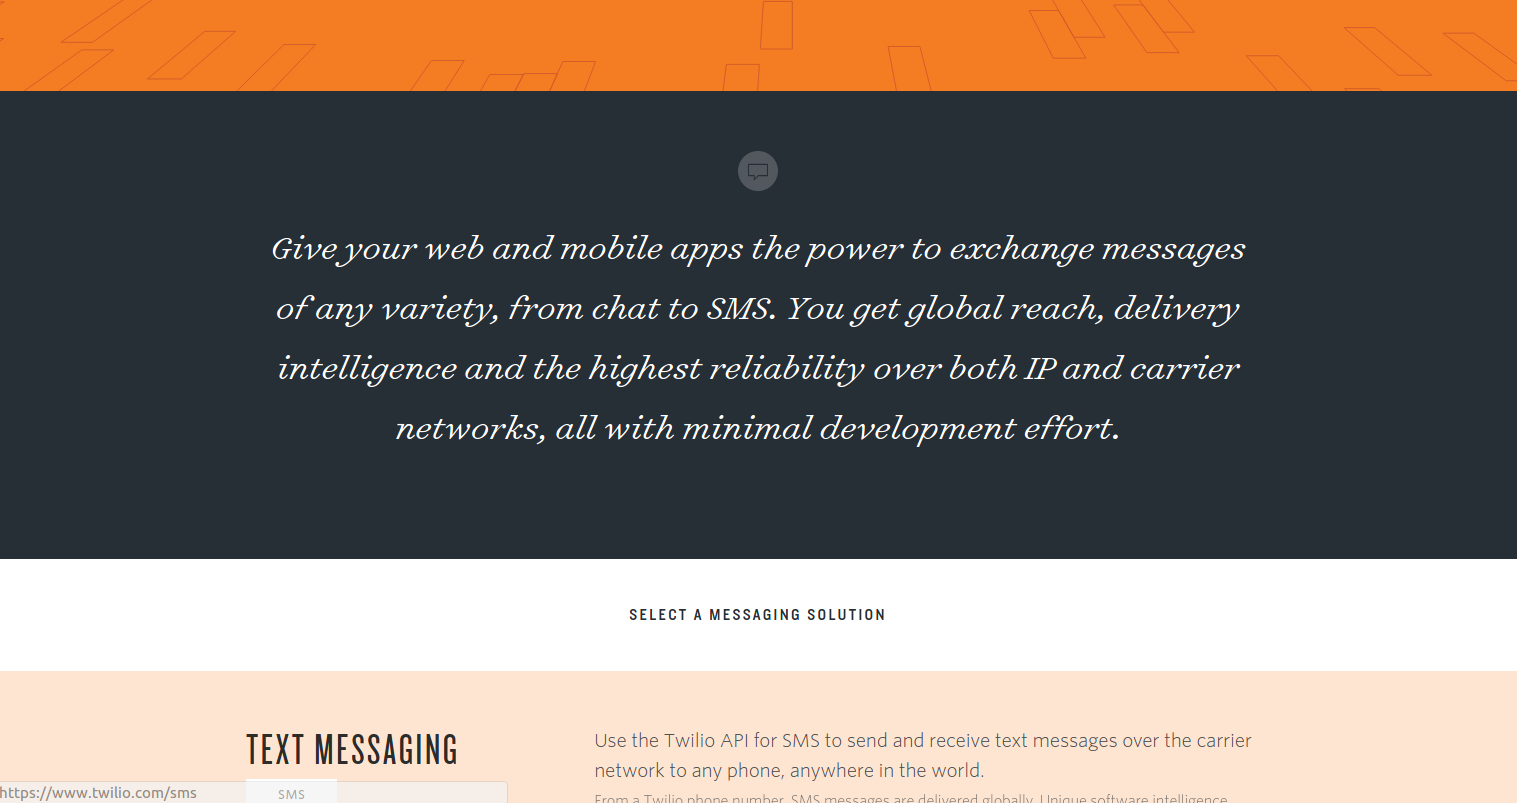 Give your web and mobile apps the power to exchange messages
of any variety, from chat to SMS. You get global reach, delivery
intelligence and the highest reliability over both IP and carrier
networks, all with minimal development effort.
SELECT A MESSAGING SOLUTION
TEXT MESSAGING
Use the Twilio API for SMS to send and receive text messages over the carrier
network to any phone, anywhere in the world.
From a Twilio phone number, SMS messages are delivered globally. Unique software intelligence
https://www.twilio.com/sms
SMS